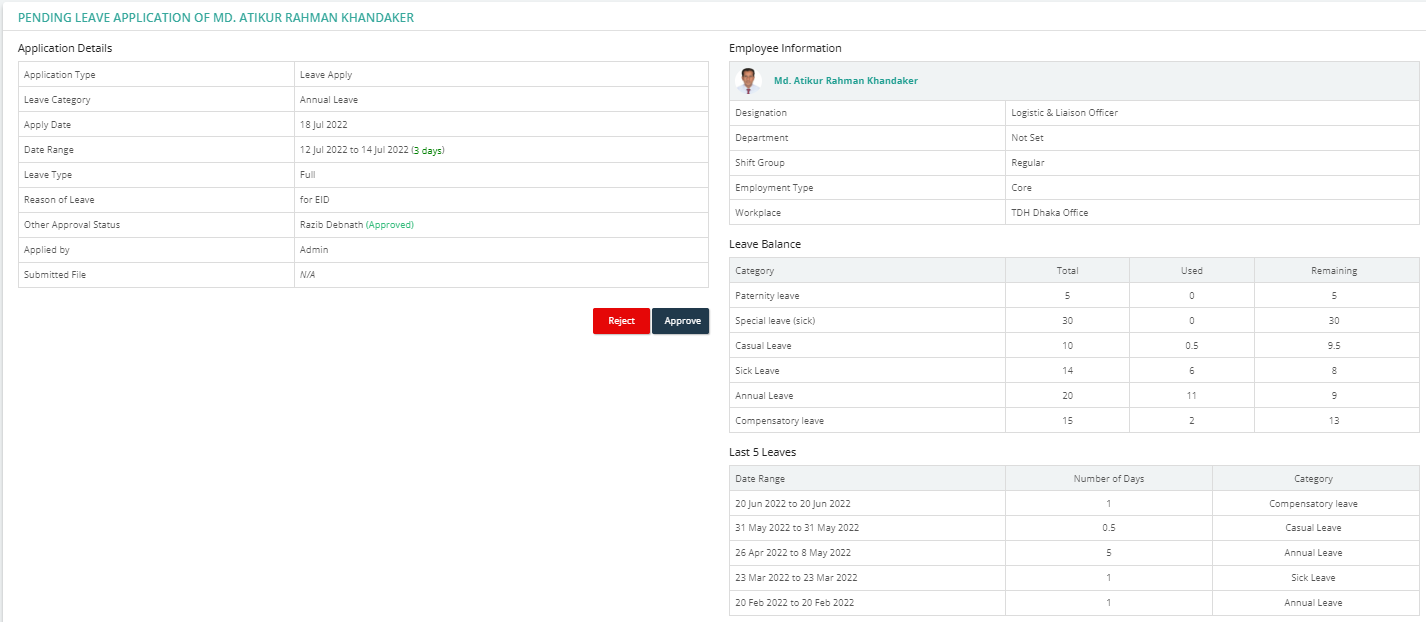 PENDING LEAVE APPLICATION OF MD. ATIKUR RAHMAN KHANDAKER
Application Details
Application Type Leave Apply
Leave Category Annual Leave
Apply Date 18 Jul 2022
Date Range 12 Jul 2022 to 14 Jul 2022 (3 days)
Leave Type Full
Reason of Leave for EID
Other Approval Status Razib Debnath (Approved)
Applied by Admin
Submitted File N/A
Reject Approve
Employee Information
Md. Atikur Rahman Khandaker
Designation Logistic & Liaison Officer
Department Not Set
Shift Group Regular
Employment Type Core
Workplace TDH Dhaka Office
Leave Balance
Category Total Used Remaining
Paternity leave 5 0 5
Special leave (sick) 30 0 30
Casual Leave 10 0.5 9.5
Sick Leave 14 6 8
Annual Leave 20 11 9
Compensatory leave 15 2 13
Last 5 Leaves
Date Range Number of Days Category
20 Jun 2022 to 20 Jun 2022 1 Compensatory leave
31 May 2022 to 31 May 2022 0.5 Casual Leave
26 Apr 2022 to 8 May 2022 5 Annual Leave
23 Mar 2022 to 23 Mar 2022 1 Sick Leave
20 Feb 2022 to 20 Feb 2022 1 Annual Leave